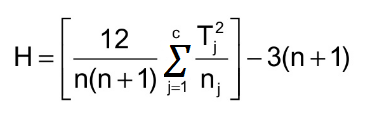 H = [ 12 / n(n+1) ∑_{j=1}^{c} T_j^2 / n_j ] − 3(n+1)